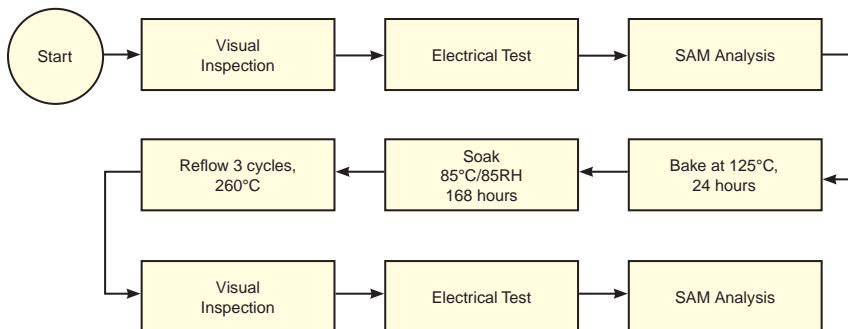 Start
Visual
Inspection
Electrical Test
SAM Analysis
Bake at 125°C,
24 hours
Soak
85°C/85RH
168 hours
Reflow 3 cycles,
260°C
Visual
Inspection
Electrical Test
SAM Analysis